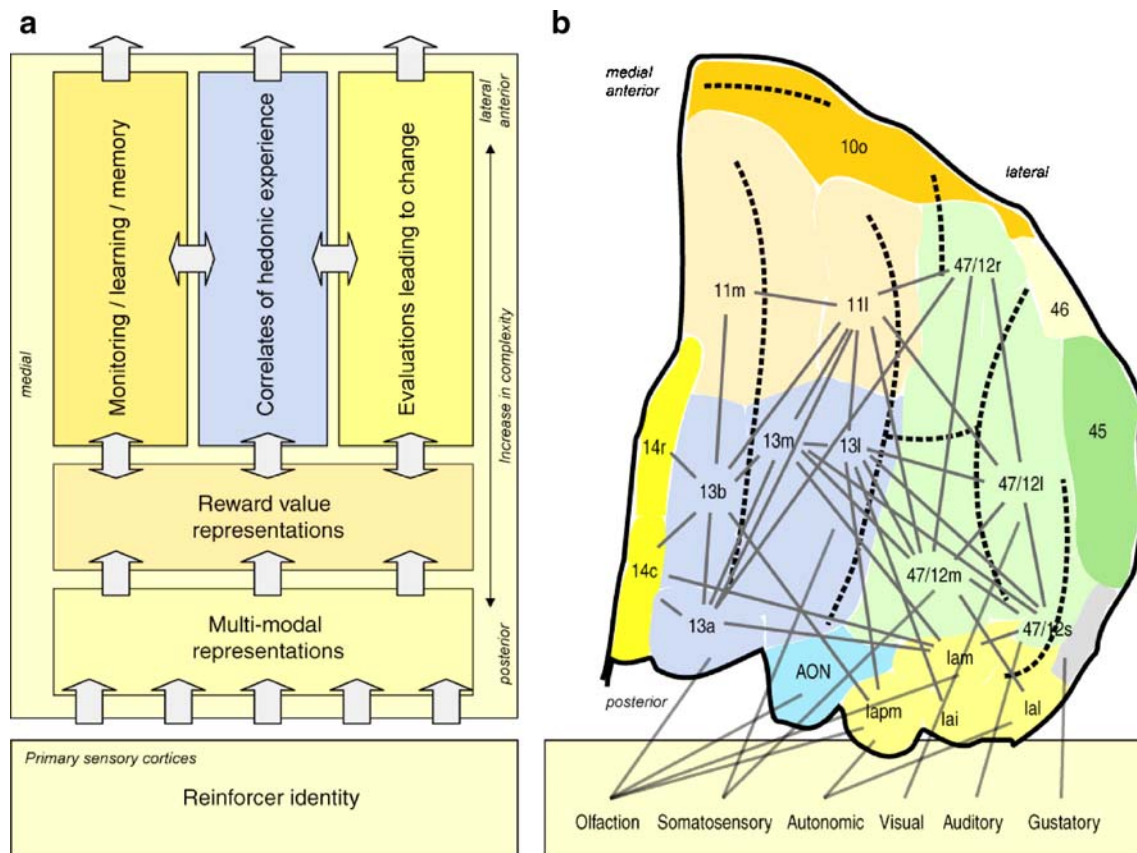 a
Monitoring / learning / memory
Correlates of hedonic experience
Evaluations leading to change
medial
lateral
anterior
Increase in complexity
posterior
Reward value
representations
Multi-modal
representations
Primary sensory cortices
Reinforcer identity
b
medial
anterior
10o
lateral
47/12r
11m
11l
46
45
14r
13m
13l
13b
47/12l
14c
47/12m
13a
47/12s
Iam
AON
posterior
Iapm
Iai
Ial
Olfaction Somatosensory Autonomic Visual Auditory Gustatory